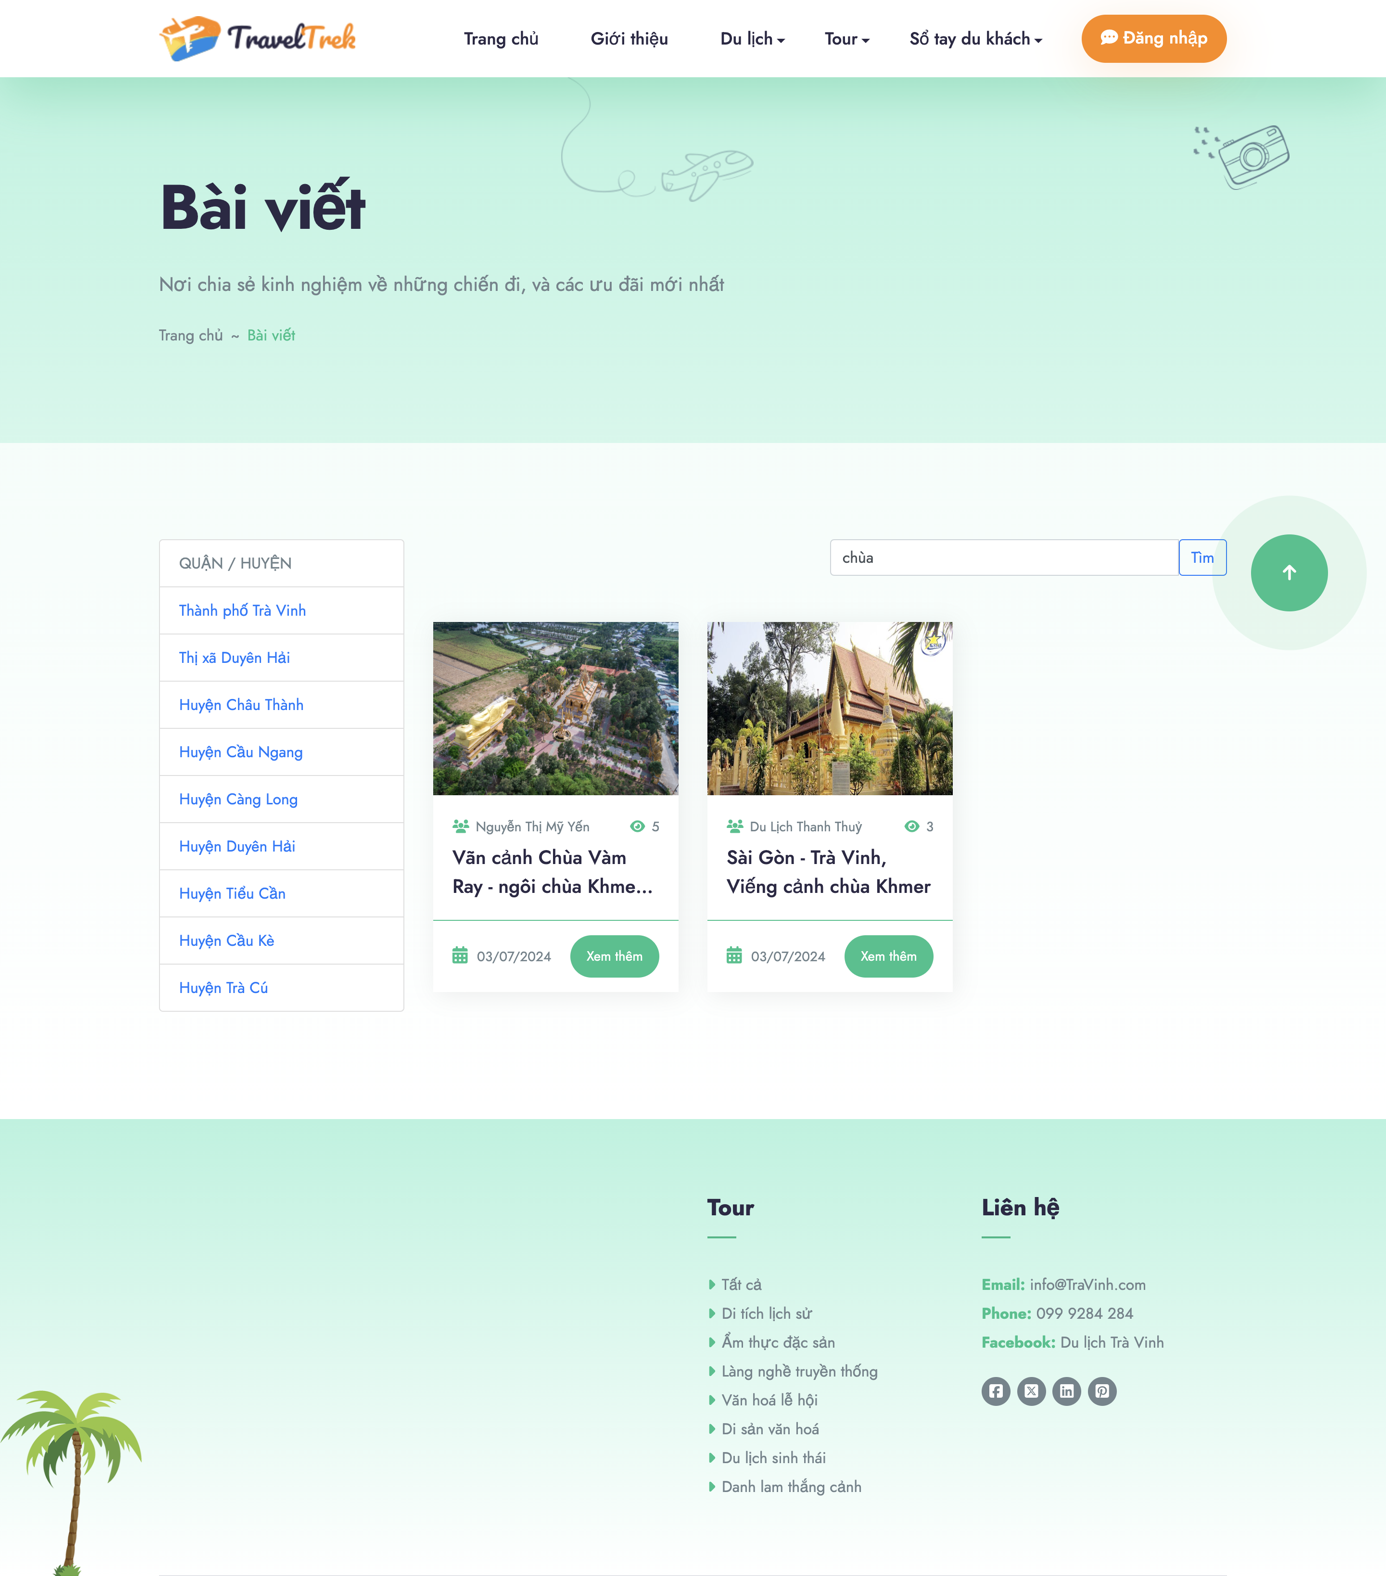 TravelTrek
Trang chủ
Giới thiệu
Du lịch
Tour
Sổ tay du khách
Đăng nhập
Bài viết
Nơi chia sẻ kinh nghiệm về những chiến đi, và các ưu đãi mới nhất
Trang chủ ~ Bài viết
QUẬN / HUYỆN
Thành phố Trà Vinh
Thị xã Duyên Hải
Huyện Châu Thành
Huyện Cầu Ngang
Huyện Càng Long
Huyện Duyên Hải
Huyện Tiểu Cần
Huyện Cầu Kè
Huyện Trà Cú
chùa
Tìm
Nguyễn Thị Mỹ Yến
5
Vãn cảnh Chùa Vàm
Ray - ngôi chùa Khme...
03/07/2024
Xem thêm
Du Lịch Thanh Thuỷ
3
Sài Gòn - Trà Vinh,
Viếng cảnh chùa Khmer
03/07/2024
Xem thêm
Tour
Tất cả
Di tích lịch sử
Ẩm thực đặc sản
Làng nghề truyền thống
Văn hoá lễ hội
Di sản văn hoá
Du lịch sinh thái
Danh lam thắng cảnh
Liên hệ
Email: info@TraVinh.com
Phone: 099 9284 284
Facebook: Du lịch Trà Vinh